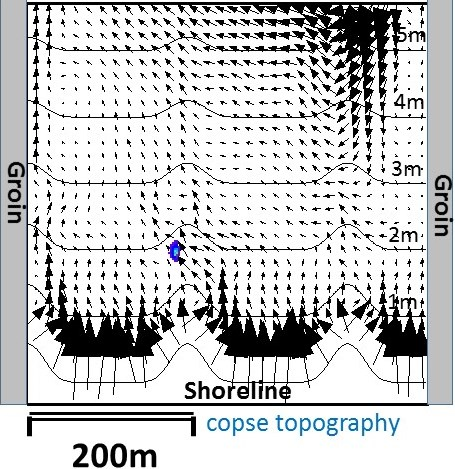 5m
4m
3m
Groin
Groin
2m
1m
Shoreline
copse topography
200m